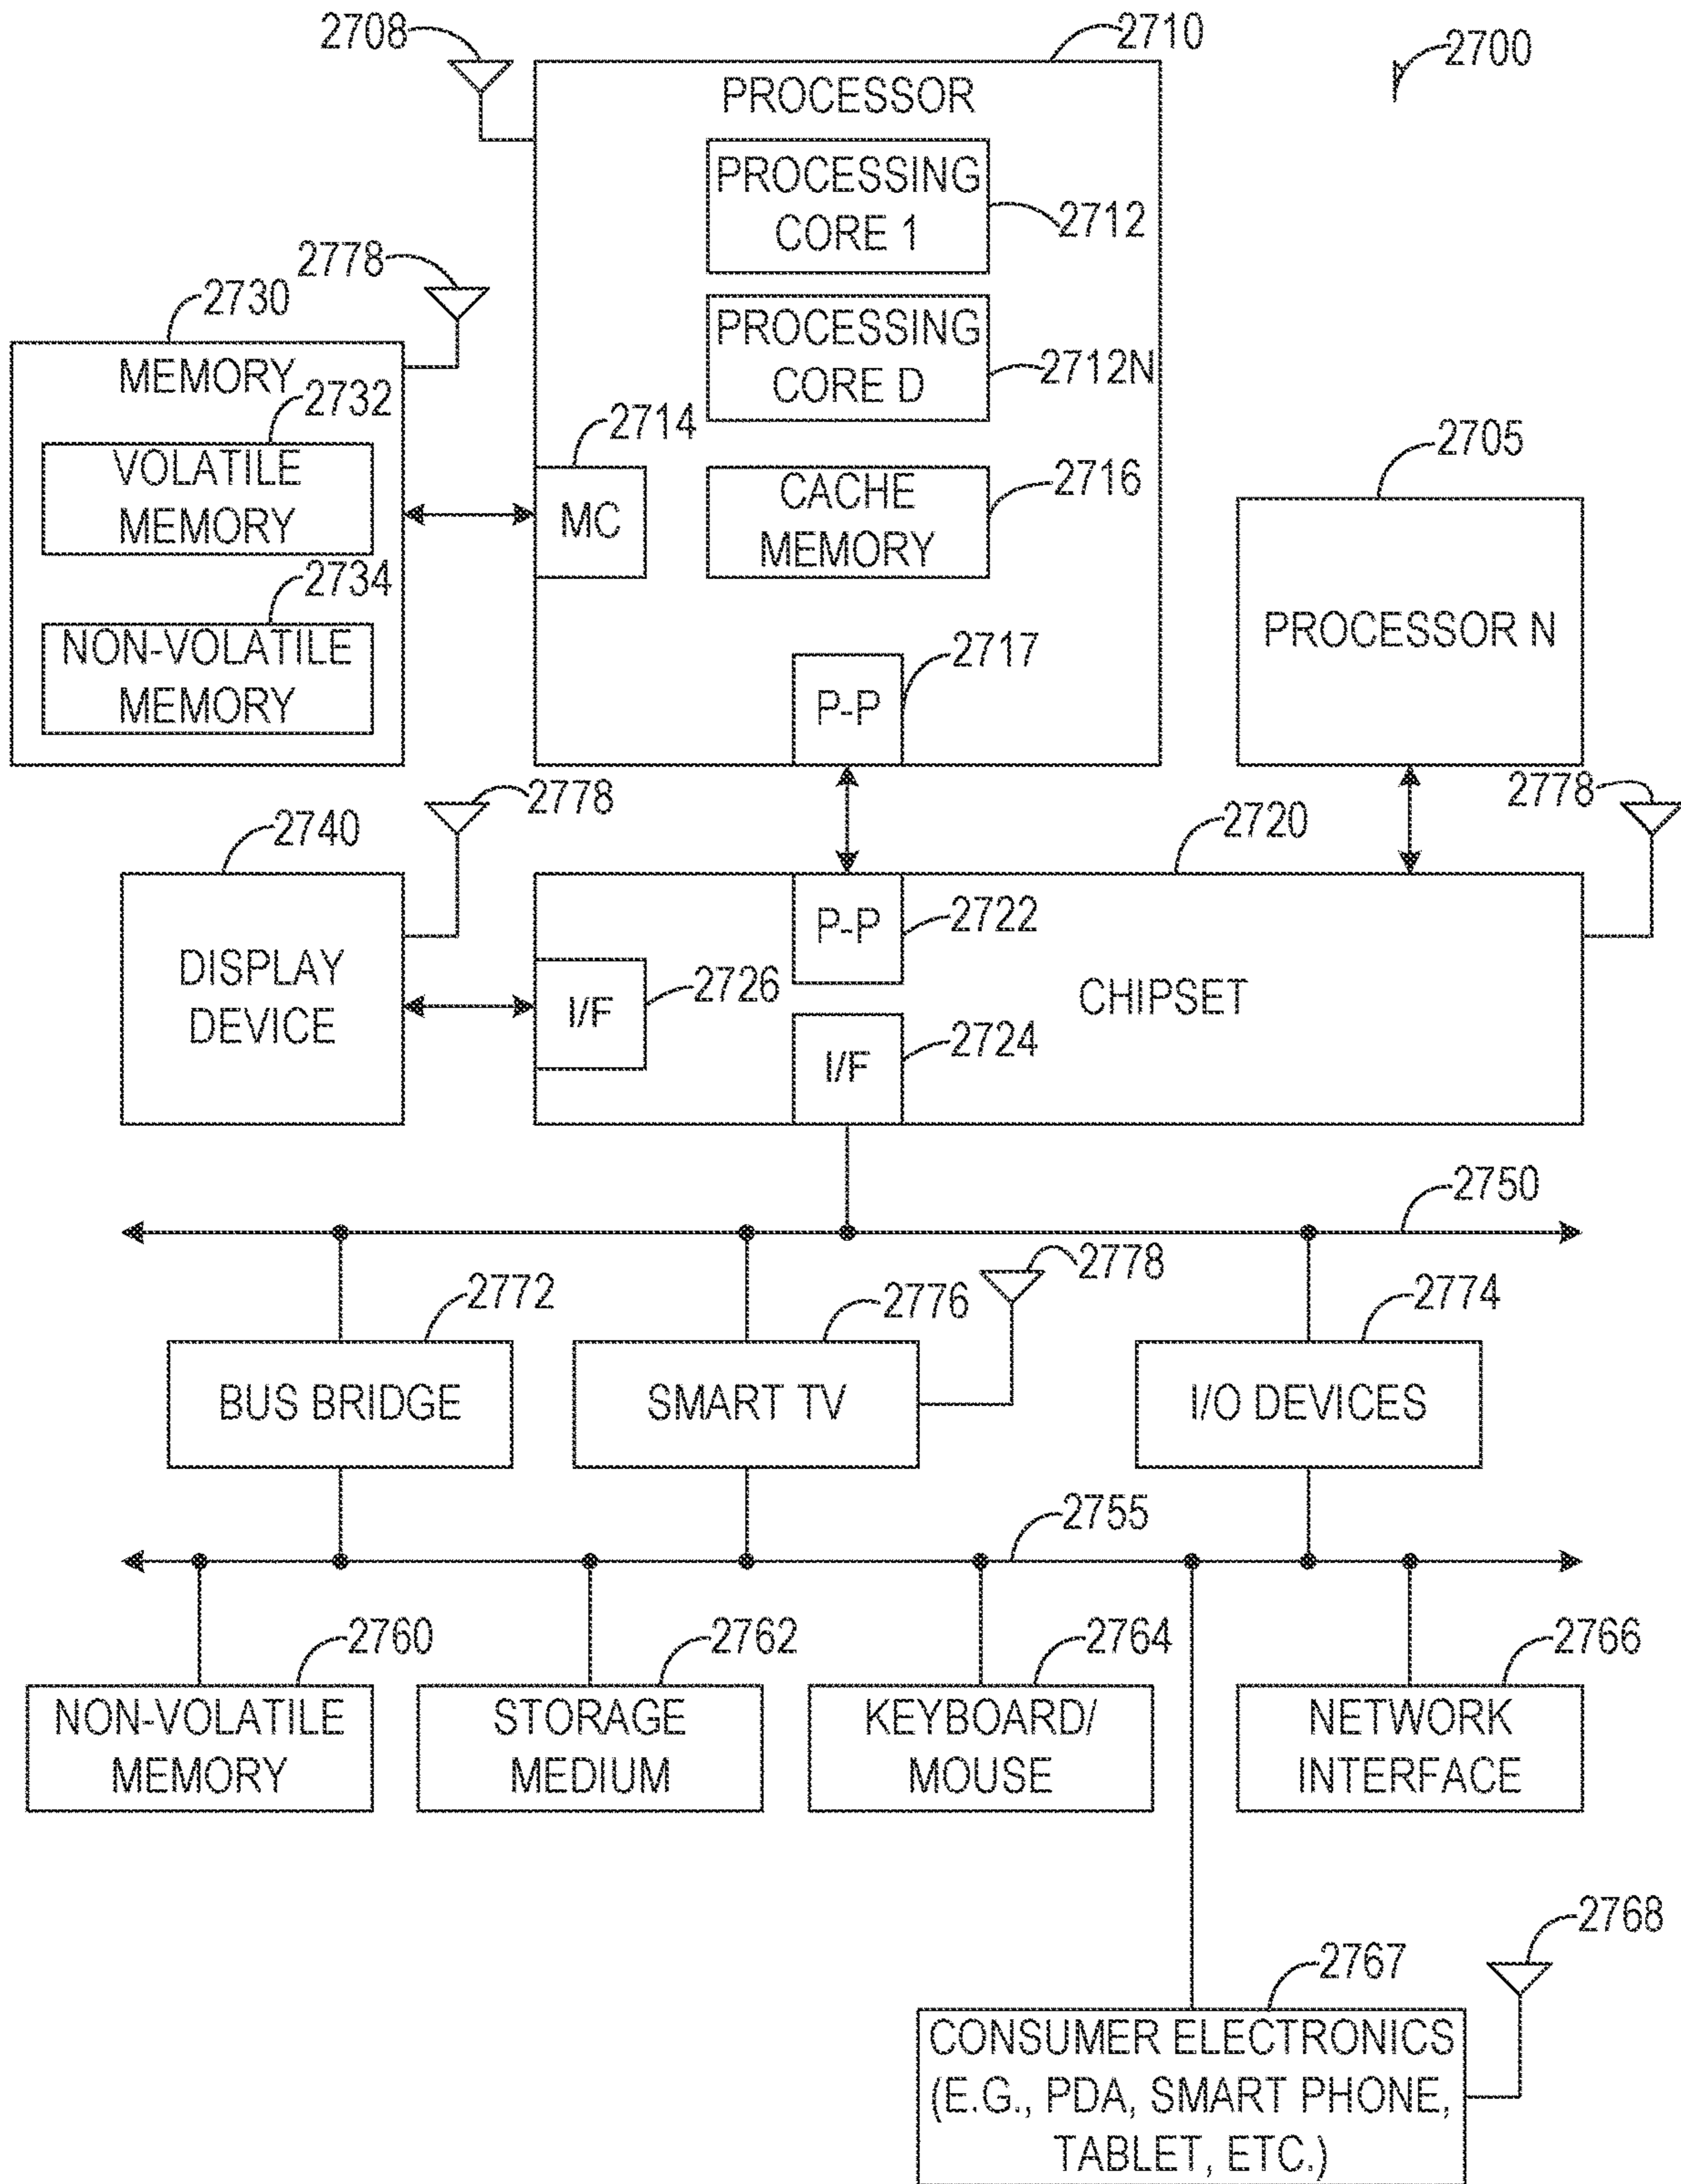 2708
2710
2700
PROCESSOR
PROCESSING
CORE 1
2712
2778
2730
PROCESSING
CORE D
2712N
MEMORY
2732
2714
2705
VOLATILE
MEMORY
MC
CACHE
MEMORY
2716
2734
NON-VOLATILE
MEMORY
2717
P-P
PROCESSOR N
2778
2740
2720
2778
P-P
2722
DISPLAY
DEVICE
I/F
2726
CHIPSET
I/F
2724
2750
2772
2776
2778
2774
BUS BRIDGE
SMART TV
I/O DEVICES
2755
2760
2762
2764
2766
NON-VOLATILE
MEMORY
STORAGE
MEDIUM
KEYBOARD/
MOUSE
NETWORK
INTERFACE
2768
2767
CONSUMER ELECTRONICS
(E.G., PDA, SMART PHONE,
TABLET, ETC.)